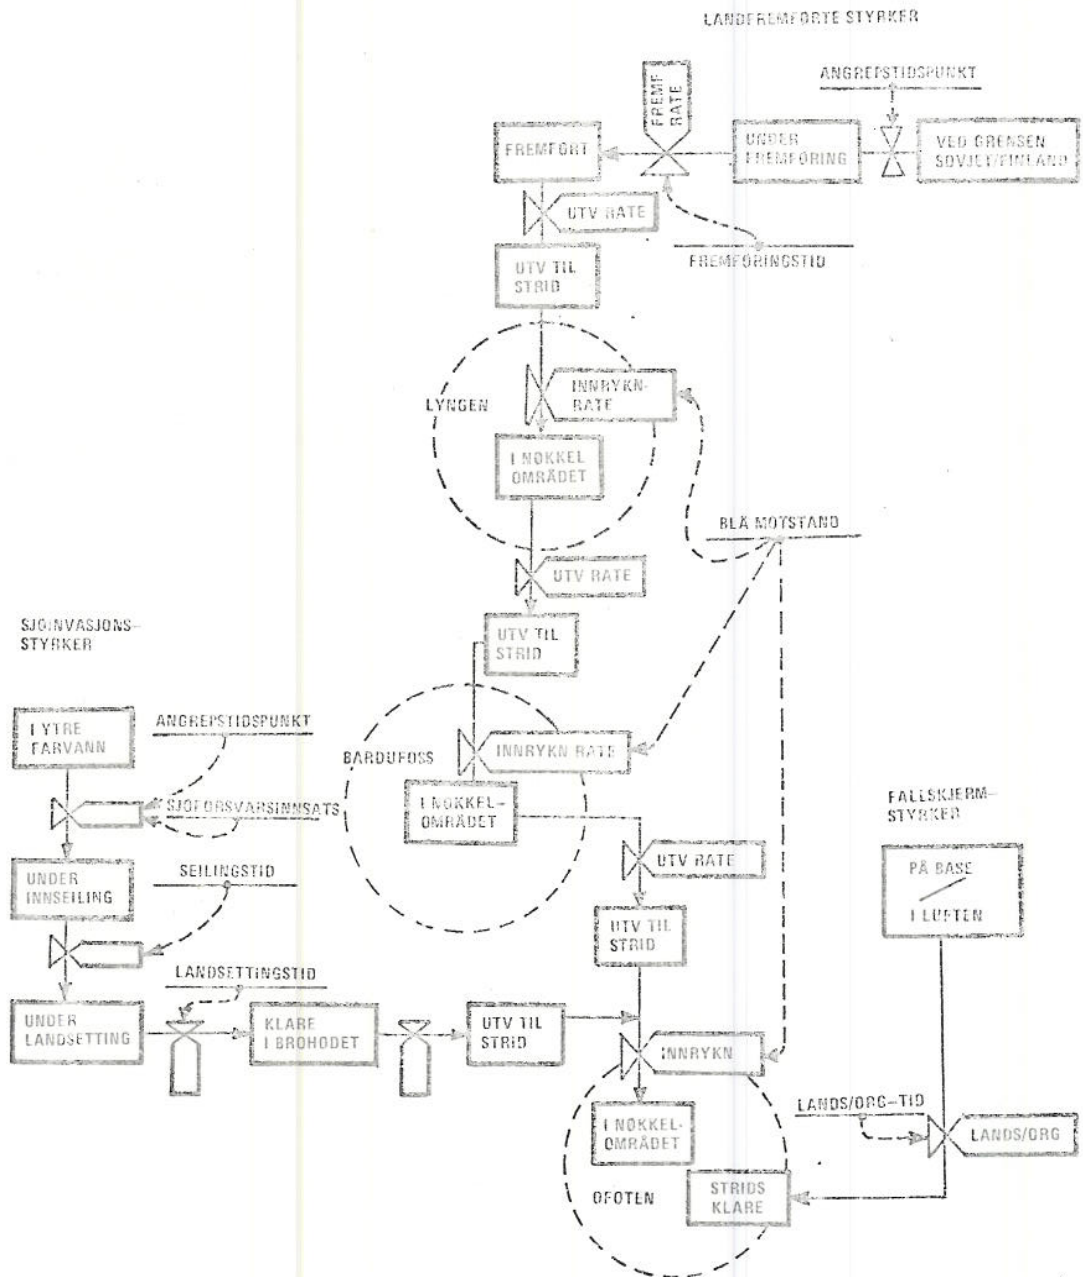 LANDFREMFØRTE STYRKER
ANGREPSTIDSPUNKT
FREMF
RATE
FREMFØRT
UNDER
FREMFØRING
VED GRENSEN
SOVJET/FINLAND
UTV RATE
FREMFØRINGSTID
UTV TIL
STRID
INNRYKN-
RATE
LYNGEN
I NØKKEL
OMRÅDET
BLÅ MOTSTAND
UTV RATE
UTV TIL
STRID
SJØINVASJONS-
STYRKER
I YTRE
FARVANN
ANGREPSTIDSPUNKT
BARDUFOSS
INNRYKN RATE
I NØKKEL-
OMRÅDET
SJØFORSVARSINNSATS
FALLSKJERM-
STYRKER
UTV RATE
UNDER
INNSEILING
SEILINGSTID
PÅ BASE
I LUFTEN
UTV TIL
STRID
LANDSETTINGSTID
UNDER
LANDSETTING
KLARE
I BROHODET
UTV TIL
STRID
INNRYKN
I NØKKEL-
OMRÅDET
LANDS/ORG-TID
LANDS/ORG
OFOTEN
STRIDS
KLARE